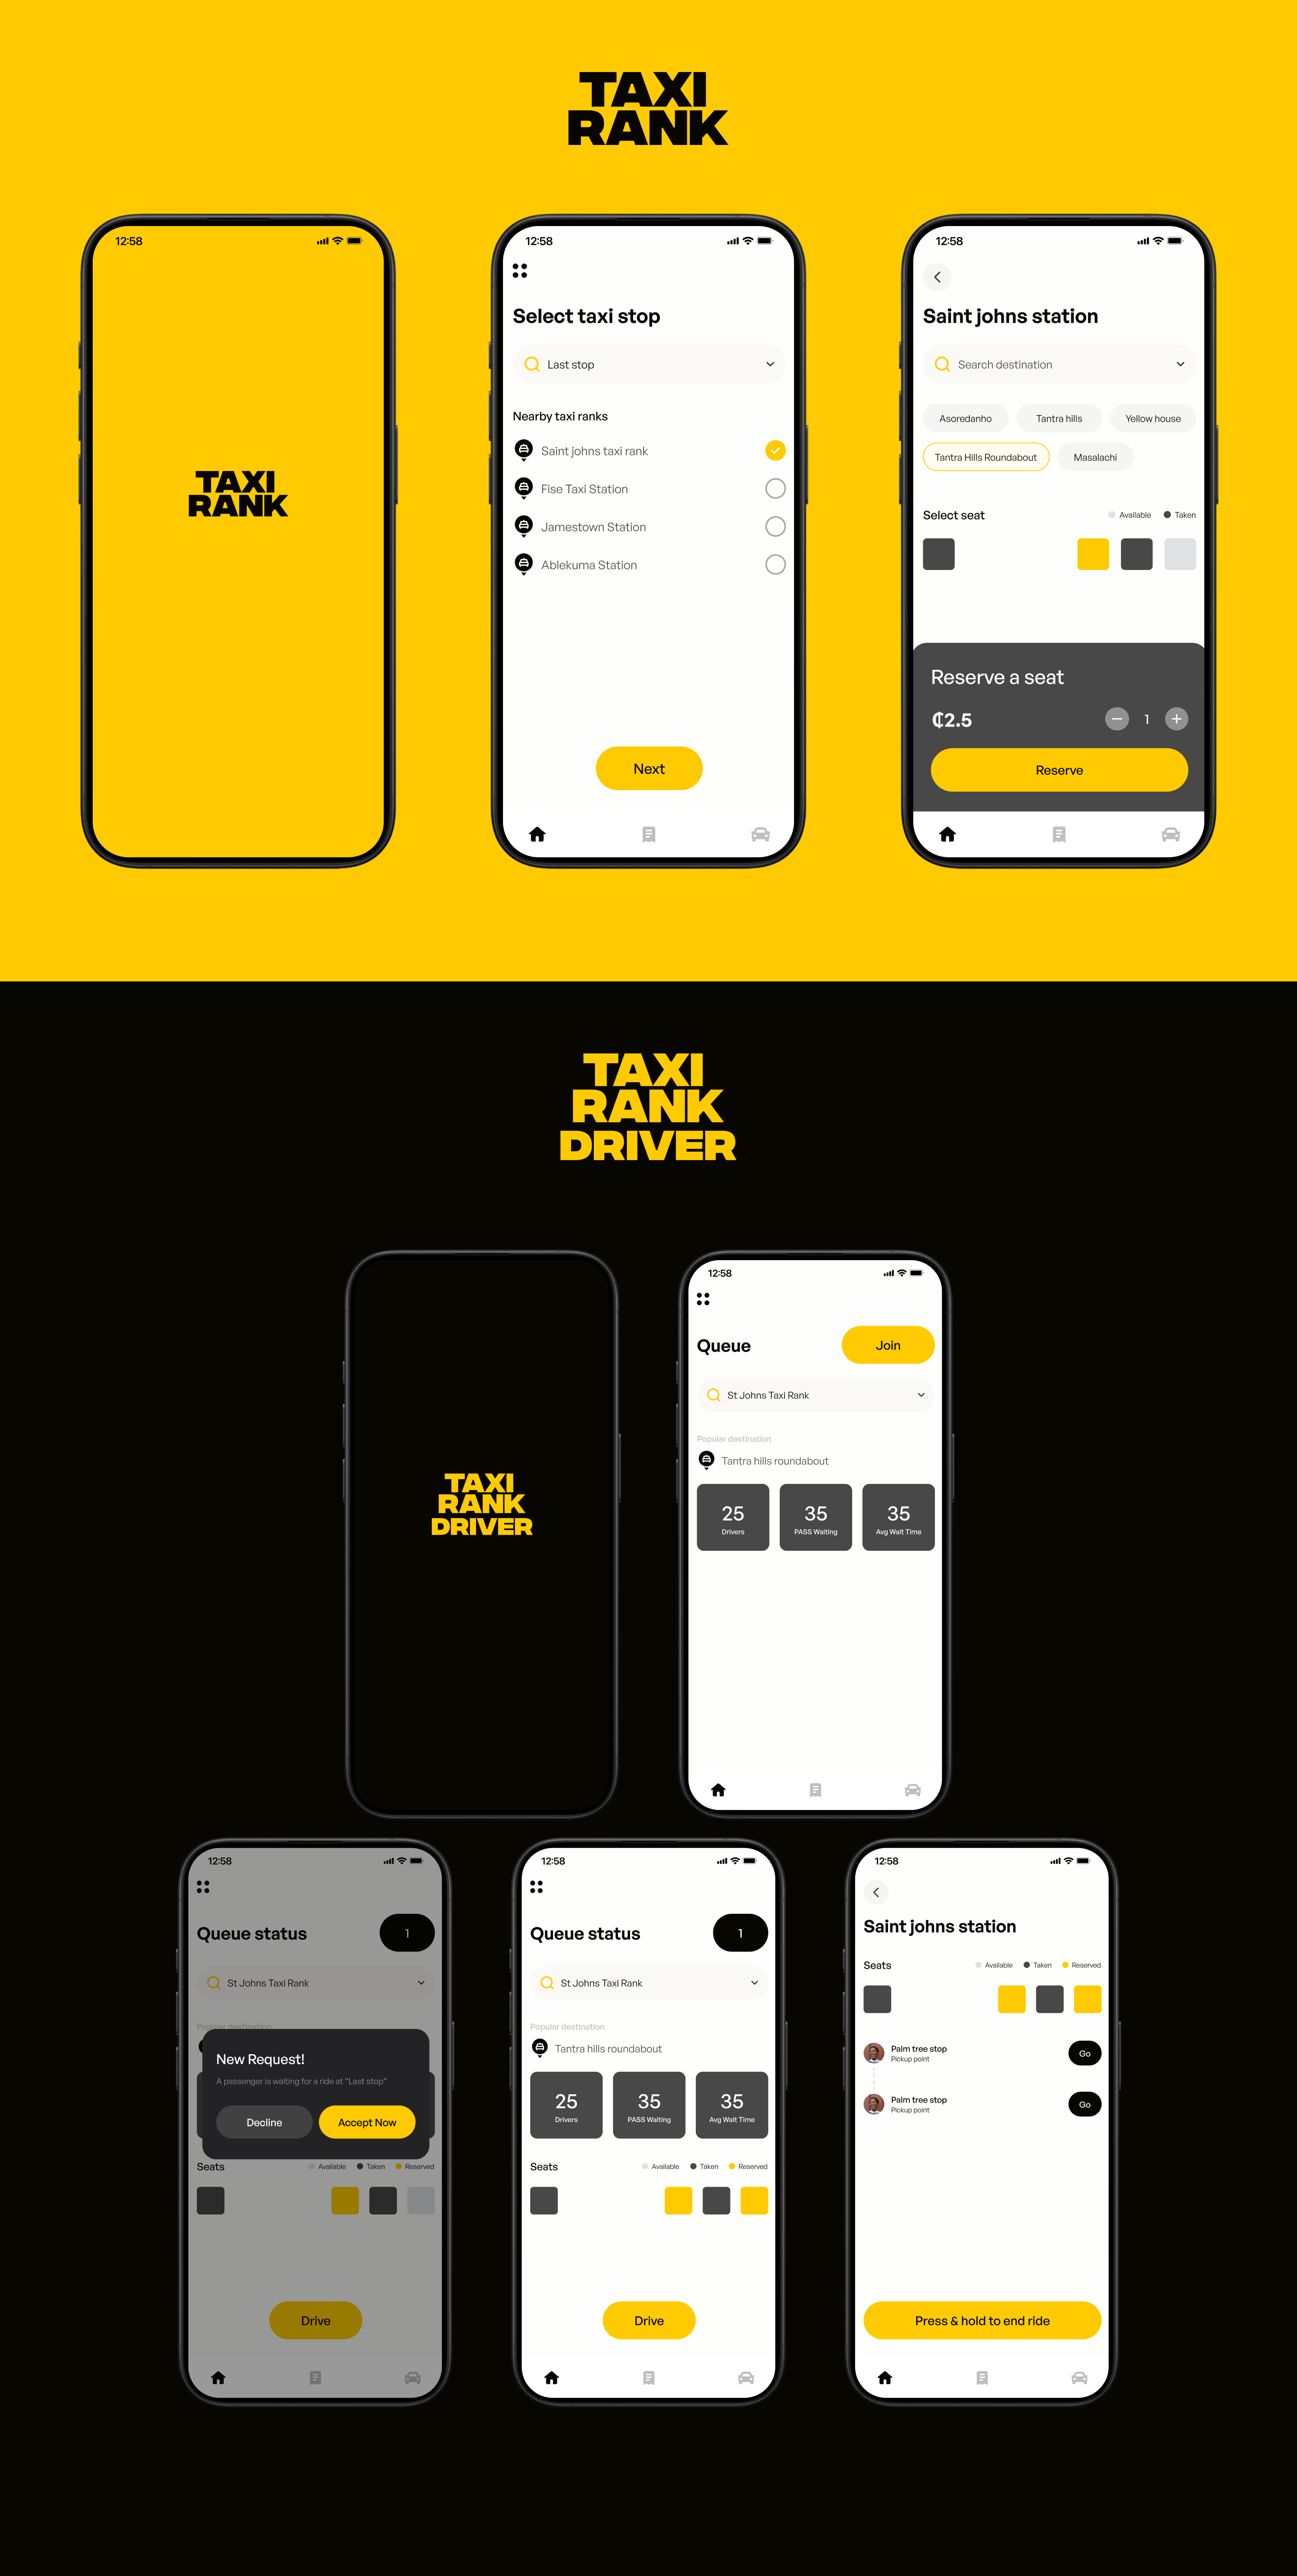 TAXI
RANK
12:58
TAXI
RANK
12:58
Select taxi stop
Last stop
Nearby taxi ranks
Saint johns taxi rank
Fise Taxi Station
Jamestown Station
Ablekuma Station
Next
12:58
Saint johns station
Search destination
Asoredanho
Tantra hills
Yellow house
Tantra Hills Roundabout
Masalachi
Select seat
Available
Taken
Reserve a seat
₵2.5
1
Reserve
TAXI
RANK
DRIVER
TAXI
RANK
DRIVER
12:58
Queue
Join
St Johns Taxi Rank
Popular destination
Tantra hills roundabout
25
Drivers
35
PASS Waiting
35
Avg Wait Time
12:58
Queue status
1
St Johns Taxi Rank
Popular destination
New Request!
A passenger is waiting for a ride at “Last stop”
Decline
Accept Now
Seats
Available
Taken
Reserved
Drive
12:58
Queue status
1
St Johns Taxi Rank
Popular destination
Tantra hills roundabout
25
Drivers
35
PASS Waiting
35
Avg Wait Time
Seats
Available
Taken
Reserved
Drive
12:58
Saint johns station
Seats
Available
Taken
Reserved
Palm tree stop
Pickup point
Go
Palm tree stop
Pickup point
Go
Press & hold to end ride